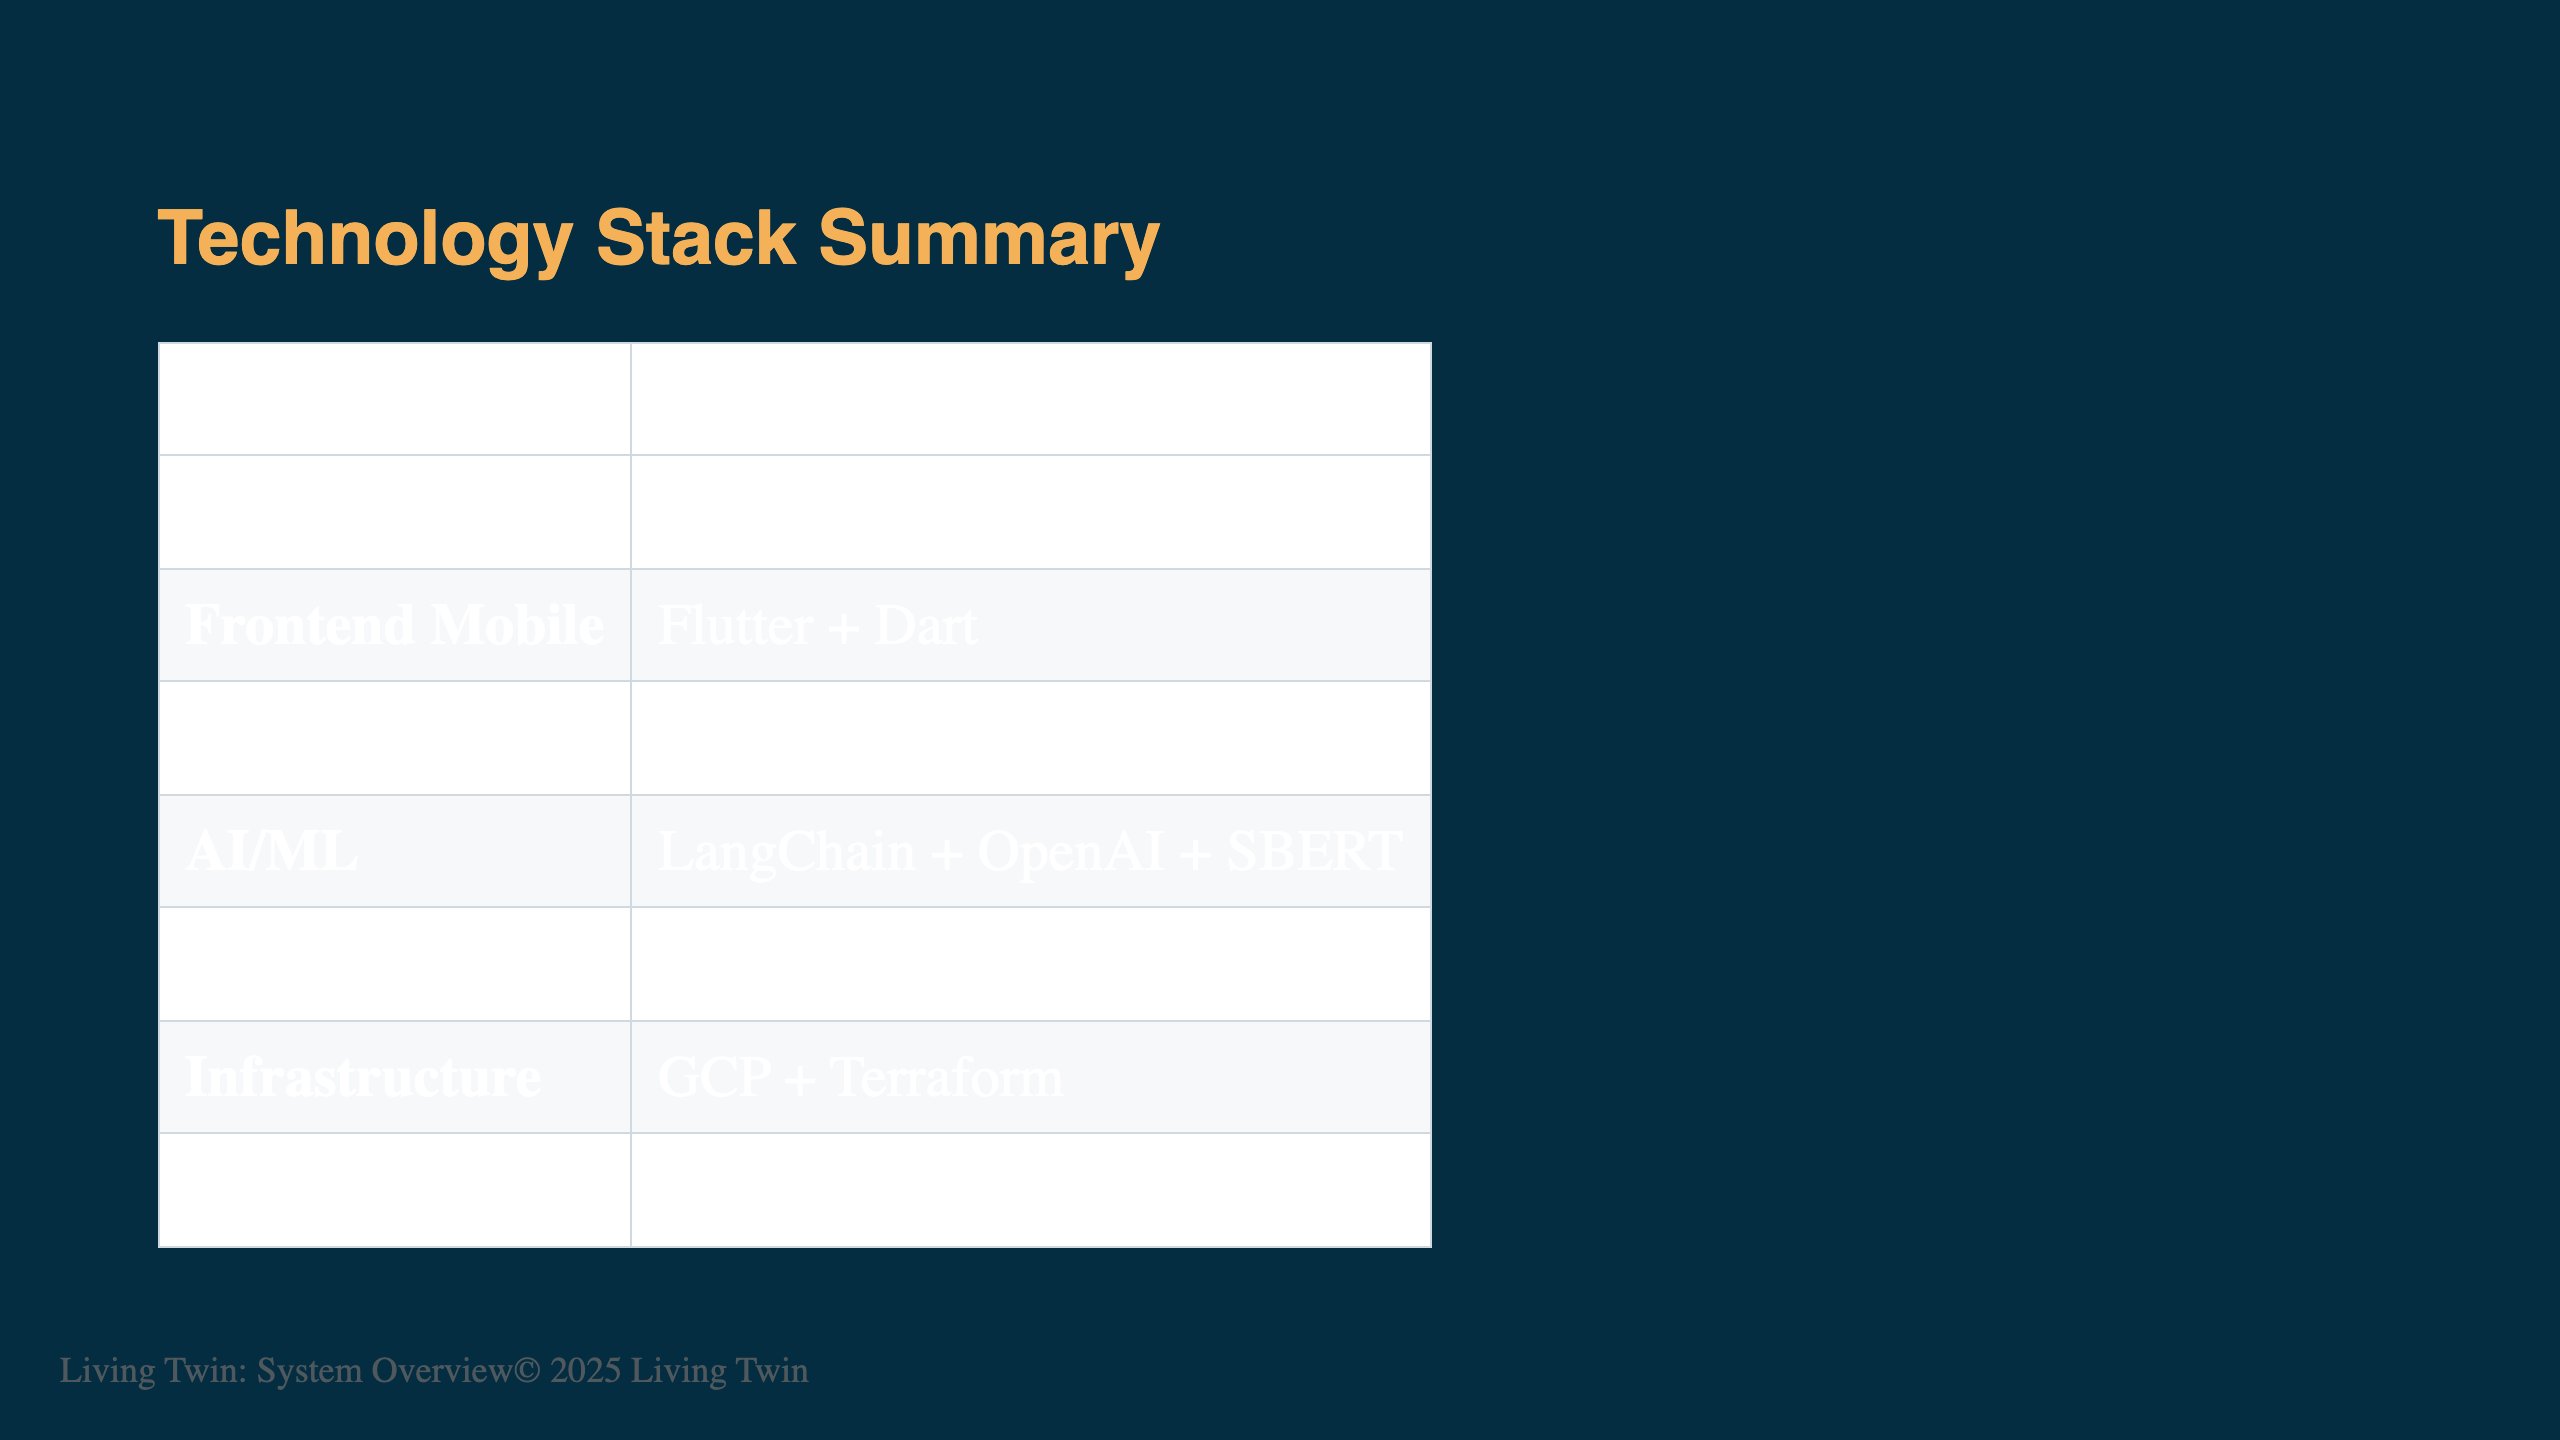 Technology Stack Summary
Frontend Mobile Flutter + Dart
AI/ML LangChain + OpenAI + SBERT
Infrastructure GCP + Terraform
Living Twin: System Overview© 2025 Living Twin